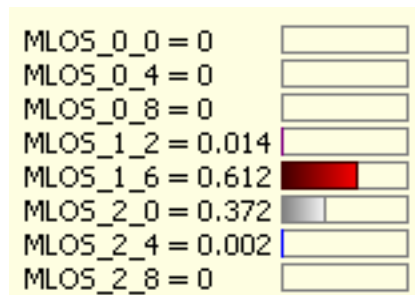 MLOS_0_0 = 0
MLOS_0_4 = 0
MLOS_0_8 = 0
MLOS_1_2 = 0.014
MLOS_1_6 = 0.612
MLOS_2_0 = 0.372
MLOS_2_4 = 0.002
MLOS_2_8 = 0